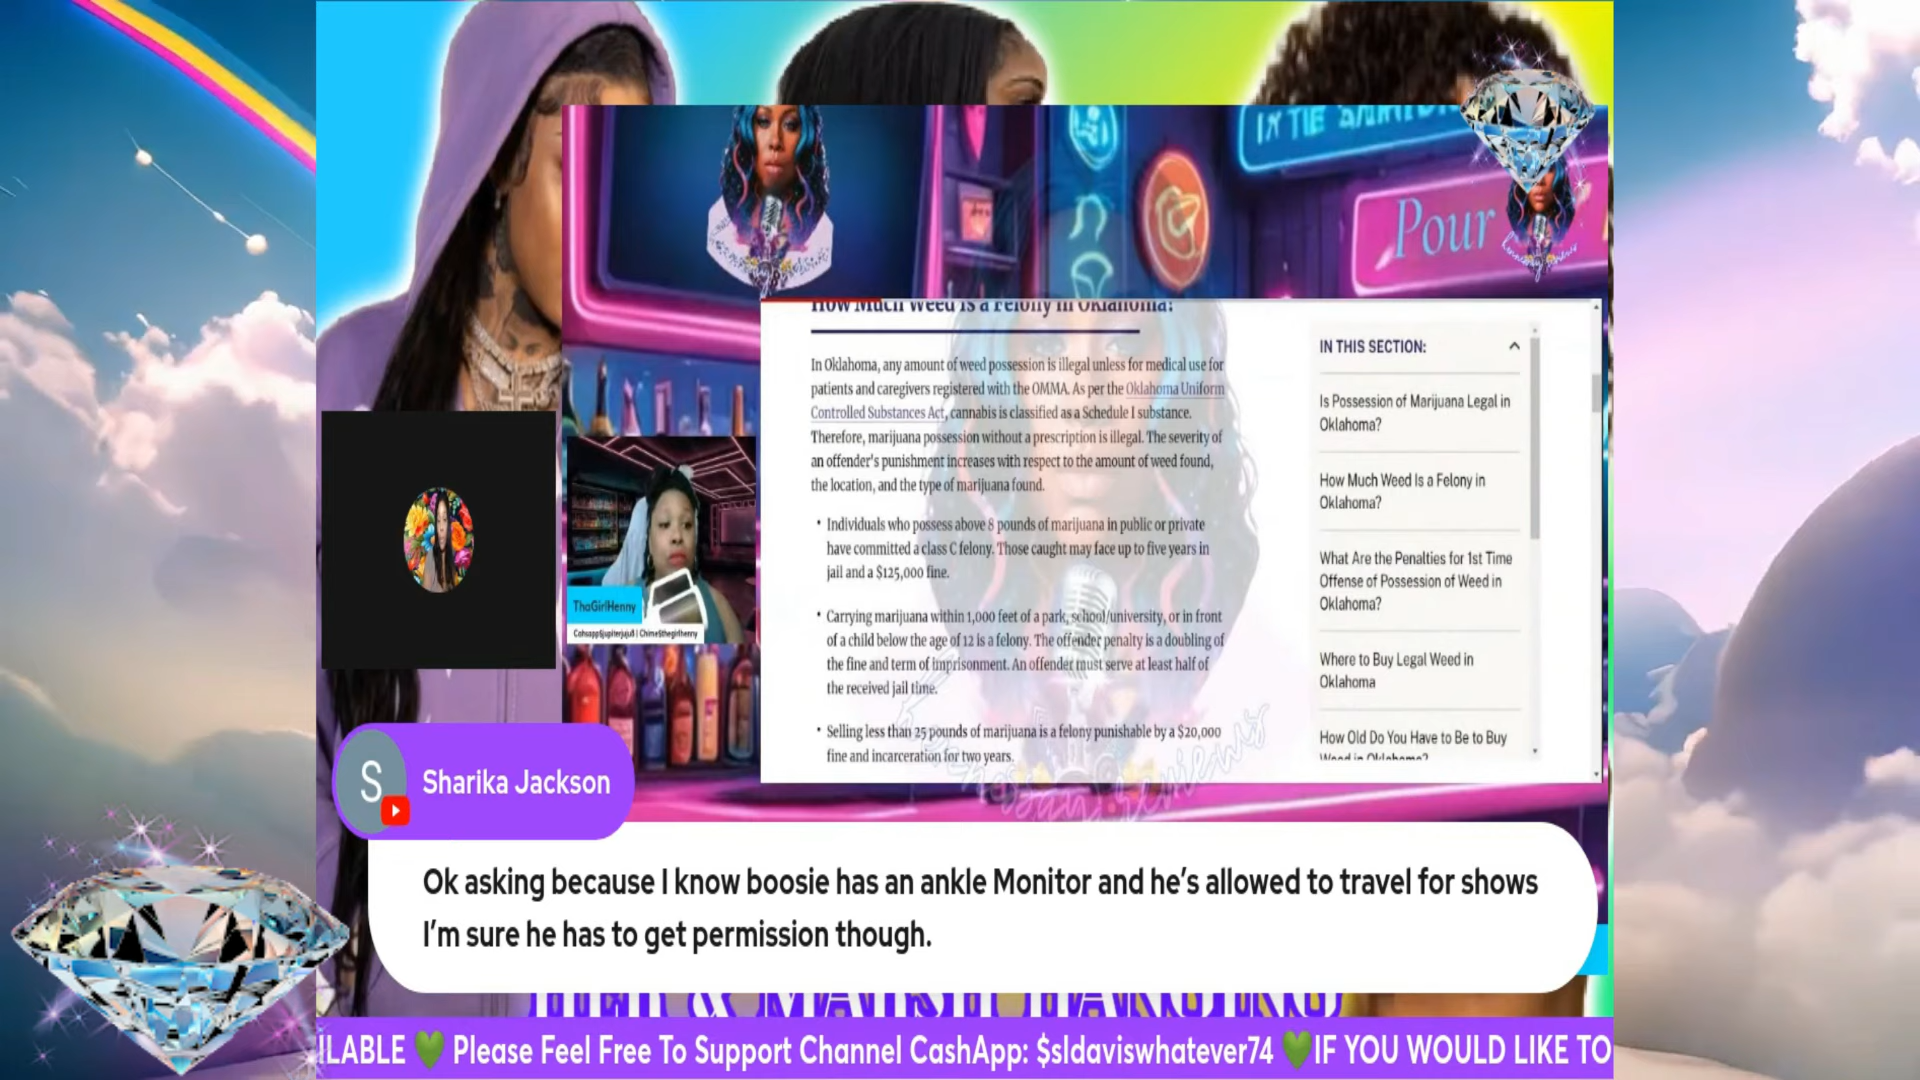 IN THE
Pour
How Much Weed Is a Felony in Oklahoma?
In Oklahoma, any amount of weed possession is illegal unless for medical use for
patients and caregivers registered with the OMMA. As per the Oklahoma Uniform
Controlled Substances Act, cannabis is classified as a Schedule I substance.
Therefore, marijuana possession without a prescription is illegal. The severity of
an offender's punishment increases with respect to the amount of weed found,
the location, and the type of marijuana found.
• Individuals who possess above 8 pounds of marijuana in public or private
have committed a class C felony. Those caught may face up to five years in
jail and a $125,000 fine.
• Carrying marijuana within 1,000 feet of a park, school/university, or in front
of a child below the age of 12 is a felony. The offender penalty is a doubling of
the fine and term of imprisonment. An offender must serve at least half of
the received jail time.
• Selling less than 25 pounds of marijuana is a felony punishable by a $20,000
fine and incarceration for two years.
IN THIS SECTION:
Is Possession of Marijuana Legal in
Oklahoma?
How Much Weed Is a Felony in
Oklahoma?
What Are the Penalties for 1st Time
Offense of Possession of Weed in
Oklahoma?
Where to Buy Legal Weed in
Oklahoma
How Old Do You Have to Be to Buy
Weed in Oklahoma?
ThaGirlHenny
Cahsapp$jupiterjuju8 | Chime$thegirlhenny
S
Sharika Jackson
Ok asking because I know boosie has an ankle Monitor and he's allowed to travel for shows
I'm sure he has to get permission though.
ILABLE 💚 Please Feel Free To Support Channel CashApp: $sldaviswhatever74 💚IF YOU WOULD LIKE TO